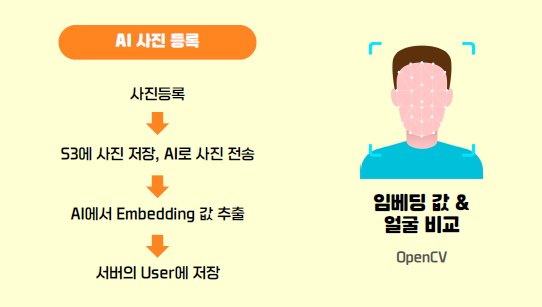 AI 사진 등록
사진등록
S3에 사진 저장, AI로 사진 전송
AI에서 Embedding 값 추출
서버의 User에 저장
임베딩 값 &
얼굴 비교
OpenCV